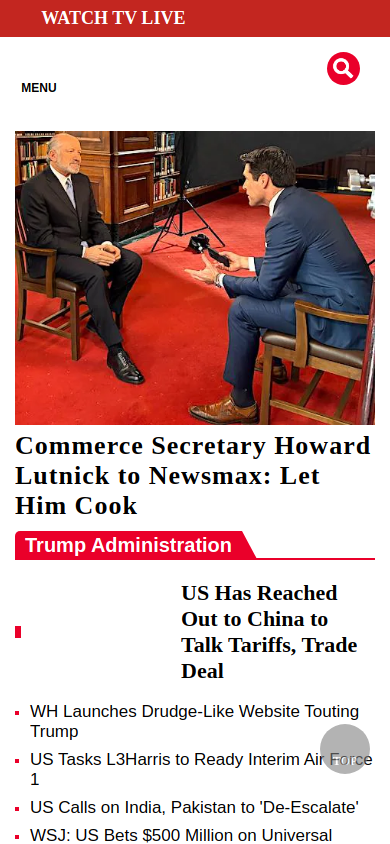 WATCH TV LIVE
MENU
Commerce Secretary Howard
Lutnick to Newsmax: Let
Him Cook
Trump Administration
US Has Reached
Out to China to
Talk Tariffs, Trade
Deal
WH Launches Drudge-Like Website Touting
Trump
US Tasks L3Harris to Ready Interim Air Force
1
TOP
US Calls on India, Pakistan to 'De-Escalate'
WSJ: US Bets $500 Million on Universal